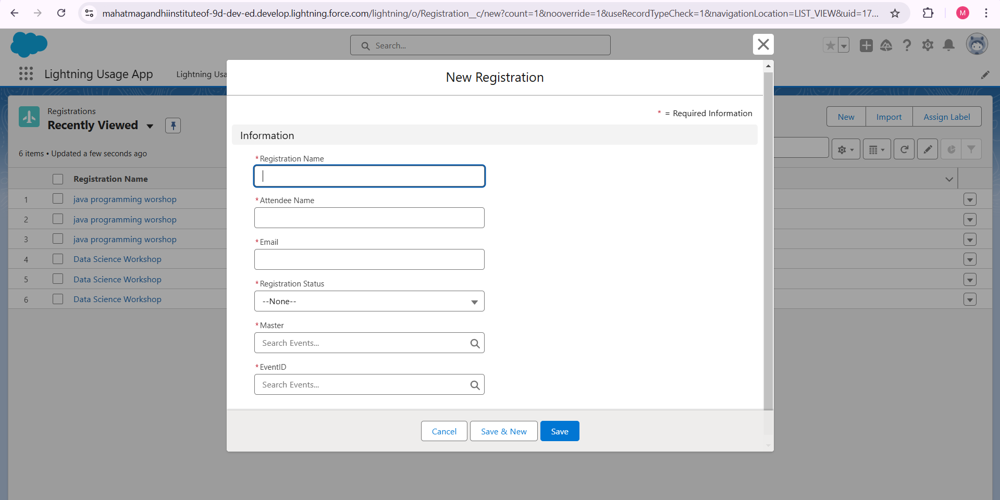 mahatmagandhiinstituteof-9d-dev-ed.develop.lightning.force.com/lightning/o/Registration__c/new?count=1&nooverride=1&useRecordTypeCheck=1&navigationLocation=LIST_VIEW&uid=17...
M
Search...
Lightning Usage App
Lightning Usa
New Registration
* = Required Information
Registrations
Recently Viewed
New
Import
Assign Label
6 items • Updated a few seconds ago
Information
Registration Name
1 java programming worshop
2 java programming worshop
3 java programming worshop
4 Data Science Workshop
5 Data Science Workshop
6 Data Science Workshop
*Registration Name
*Attendee Name
*Email
*Registration Status
--None--
*Master
Search Events...
*EventID
Search Events...
Cancel
Save & New
Save